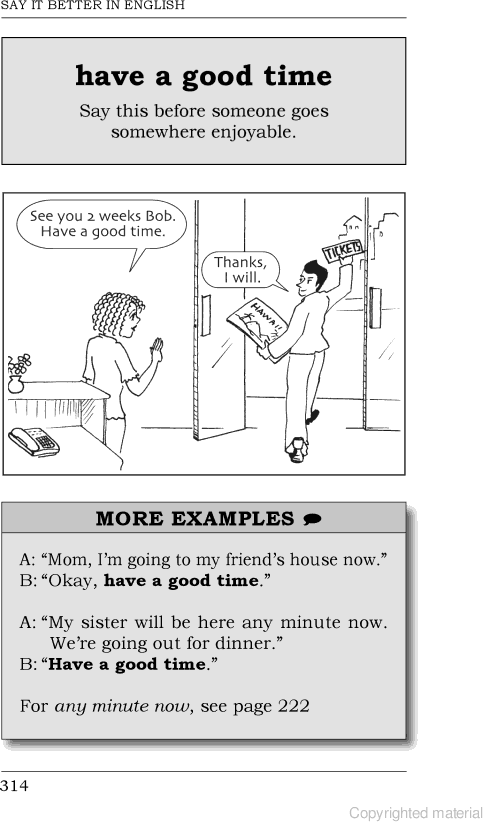 SAY IT BETTER IN ENGLISH
have a good time
Say this before someone goes
somewhere enjoyable.
See you 2 weeks Bob.
Have a good time.
Thanks,
I will.
TICKETS
HAWAII
MORE EXAMPLES
A: “Mom, I’m going to my friend’s house now.”
B: “Okay, have a good time.”
A: “My sister will be here any minute now.
We’re going out for dinner.”
B: “Have a good time.”
For any minute now, see page 222
314
Copyrighted material